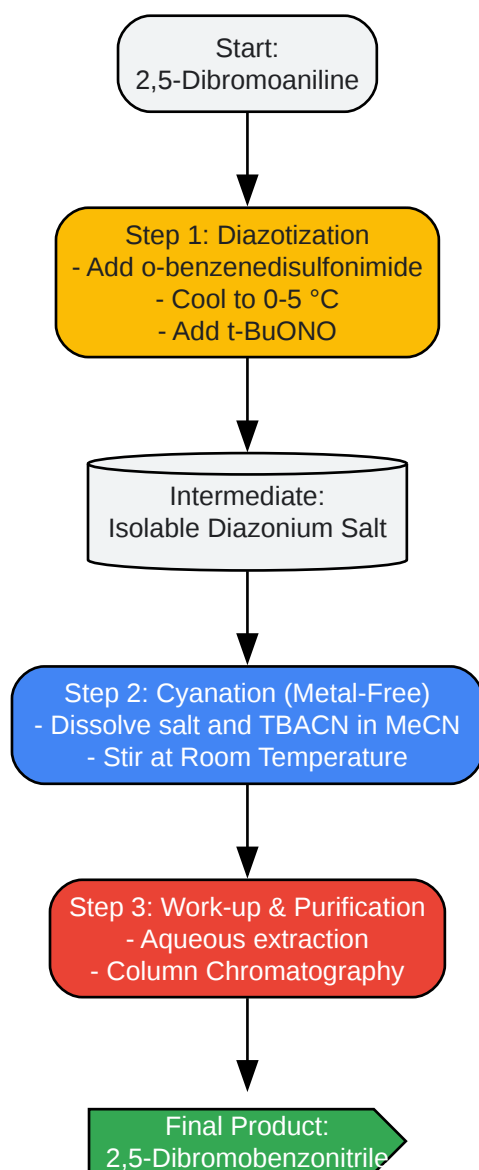 Start:
2,5-Dibromoaniline
Step 1: Diazotization
- Add o-benzenedisulfonimide
- Cool to 0-5 °C
- Add t-BuONO
Intermediate:
Isolable Diazonium Salt
Step 2: Cyanation (Metal-Free)
- Dissolve salt and TBACN in MeCN
- Stir at Room Temperature
Step 3: Work-up & Purification
- Aqueous extraction
- Column Chromatography
Final Product:
2,5-Dibromobenzonitrile